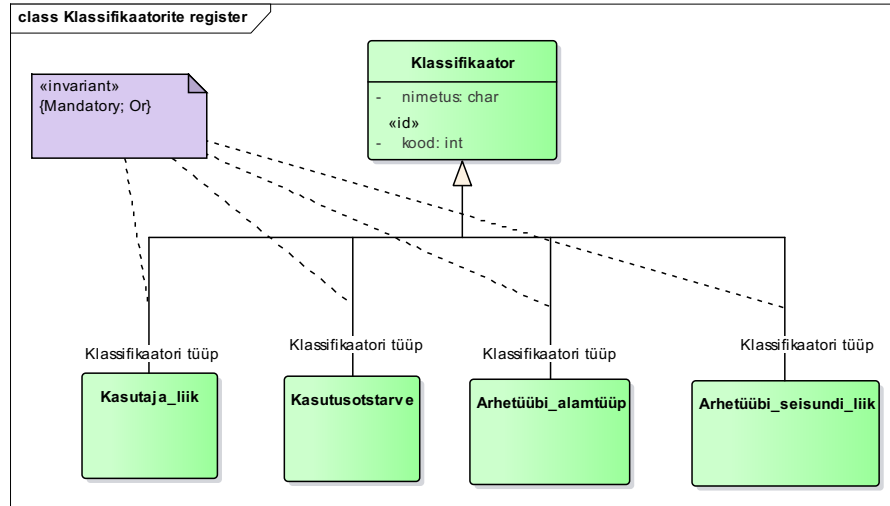 class Klassifikaatorite register
«invariant»
{Mandatory; Or}
Klassifikaator
- nimetus: char
«id»
- kood: int
Klassifikaatori tüüp
Klassifikaatori tüüp
Klassifikaatori tüüp
Klassifikaatori tüüp
Kasutaja_liik
Kasutusotstarve
Arhetüübi_alamtüüp
Arhetüübi_seisundi_liik